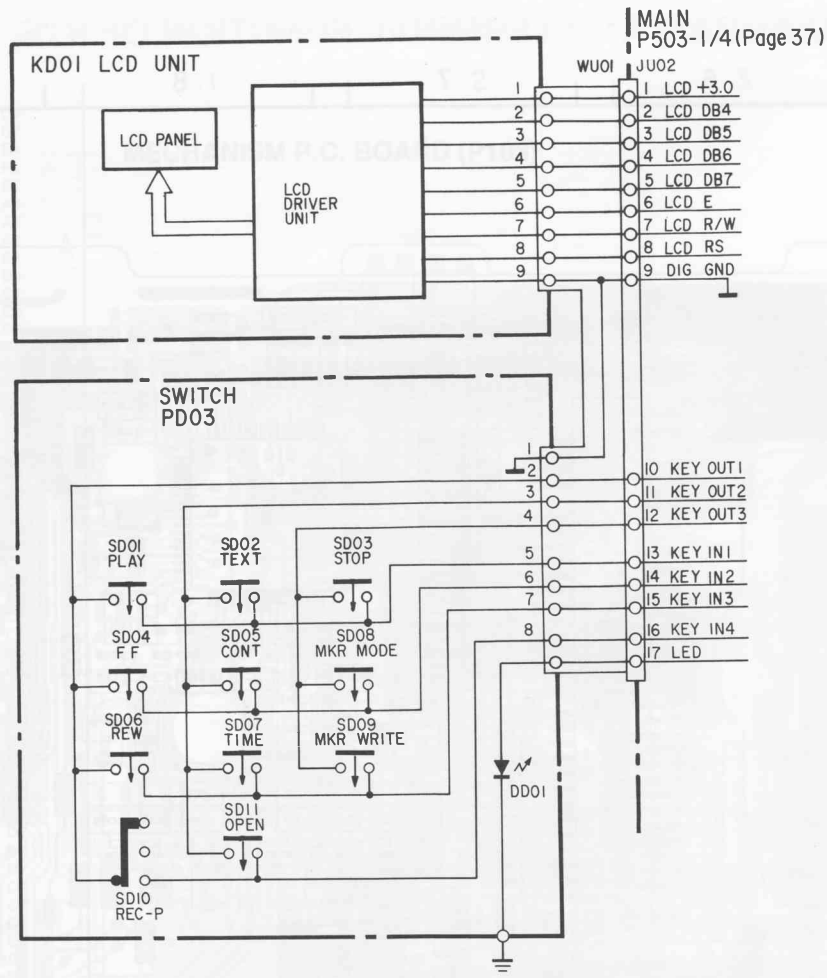 MAIN
P503-1/4(Page 37)
KD01 LCD UNIT
WU01 JU02
LCD PANEL
LCD
DRIVER
UNIT
1 1 LCD +3.0
2 2 LCD DB4
3 3 LCD DB5
4 4 LCD DB6
5 5 LCD DB7
6 6 LCD E
7 7 LCD R/W
8 8 LCD RS
9 9 DIG GND
SWITCH
PD03
1
2 10 KEY OUT1
3 11 KEY OUT2
4 12 KEY OUT3
5 13 KEY IN1
6 14 KEY IN2
7 15 KEY IN3
8 16 KEY IN4
17 LED
SD01
PLAY
SD02
TEXT
SD03
STOP
SD04
FF
SD05
CONT
SD08
MKR MODE
SD06
REW
SD07
TIME
SD09
MKR WRITE
SD11
OPEN
SD10
REC-P
DD01